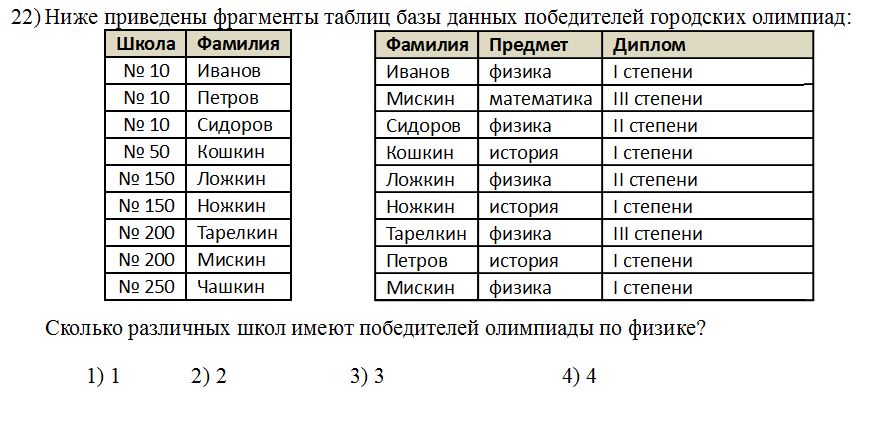 22) Ниже приведены фрагменты таблиц базы данных победителей городских олимпиад:
Школа Фамилия
№ 10 Иванов
№ 10 Петров
№ 10 Сидоров
№ 50 Кошкин
№ 150 Ложкин
№ 150 Ножкин
№ 200 Тарелкин
№ 200 Мискин
№ 250 Чашкин
Фамилия Предмет Диплом
Иванов физика I степени
Мискин математика III степени
Сидоров физика II степени
Кошкин история I степени
Ложкин физика II степени
Ножкин история I степени
Тарелкин физика III степени
Петров история I степени
Мискин физика I степени
Сколько различных школ имеют победителей олимпиады по физике?
1) 1 2) 2 3) 3 4) 4